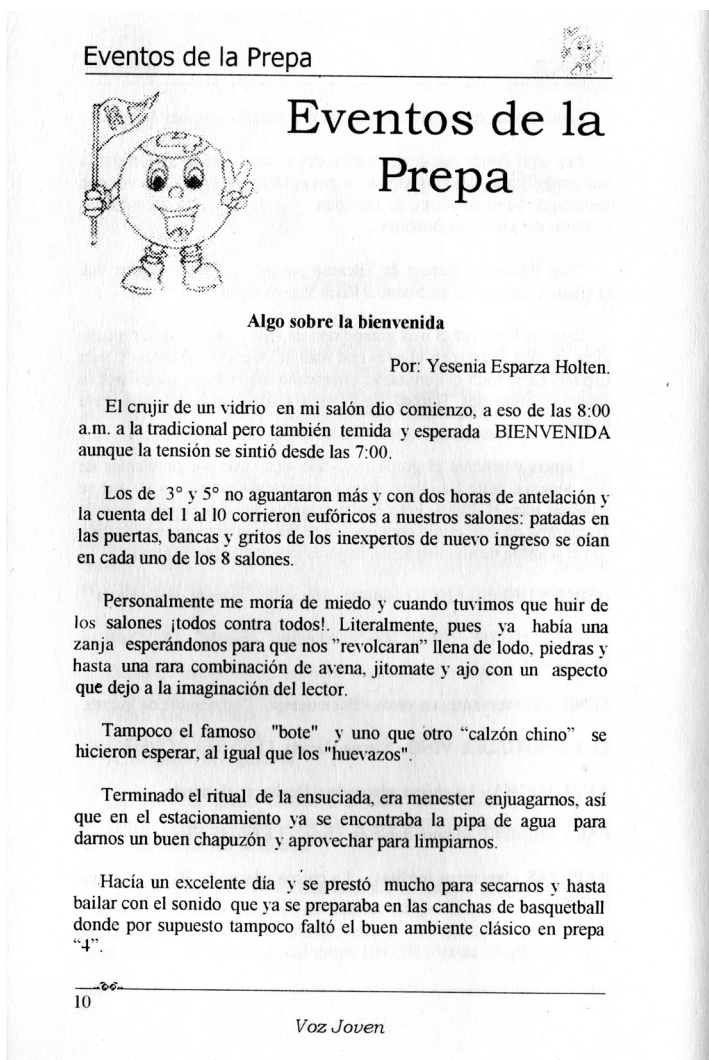 Eventos de la Prepa
Eventos de la
Prepa
Algo sobre la bienvenida
Por: Yesenia Esparza Holten.
El crujir de un vidrio en mi salón dio comienzo, a eso de las 8:00
a.m. a la tradicional pero también temida y esperada BIENVENIDA
aunque la tensión se sintió desde las 7:00.
Los de 3° y 5° no aguantaron más y con dos horas de antelación y
la cuenta del 1 al 10 corrieron eufóricos a nuestros salones: patadas en
las puertas, bancas y gritos de los inexpertos de nuevo ingreso se oían
en cada uno de los 8 salones.
Personalmente me moría de miedo y cuando tuvimos que huir de
los salones ¡todos contra todos!. Literalmente, pues ya había una
zanja esperándonos para que nos "revolcaran" llena de lodo, piedras y
hasta una rara combinación de avena, jitomate y ajo con un aspecto
que dejo a la imaginación del lector.
Tampoco el famoso "bote" y uno que otro "calzón chino" se
hicieron esperar, al igual que los "huevazos".
Terminado el ritual de la ensuciada, era menester enjuagarnos, así
que en el estacionamiento ya se encontraba la pipa de agua para
darnos un buen chapuzón y aprovechar para limpiarnos.
Hacía un excelente día y se prestó mucho para secarnos y hasta
bailar con el sonido que ya se preparaba en las canchas de basquetball
donde por supuesto tampoco faltó el buen ambiente clásico en prepa
"4".
10
Voz Joven